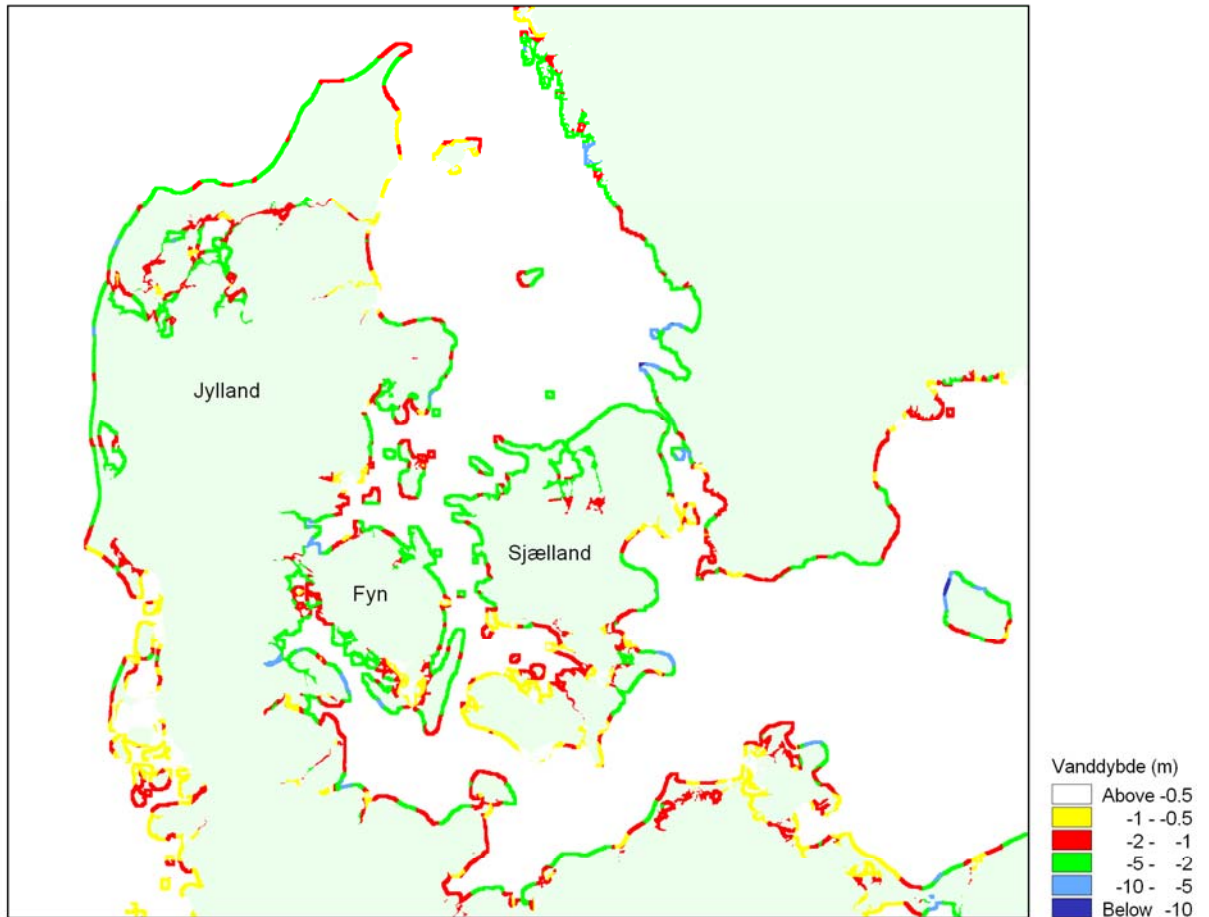 Jylland
Sjælland
Fyn
Vanddybde (m)
Above -0.5
-1 - -0.5
-2 - -1
-5 - -2
-10 - -5
Below -10